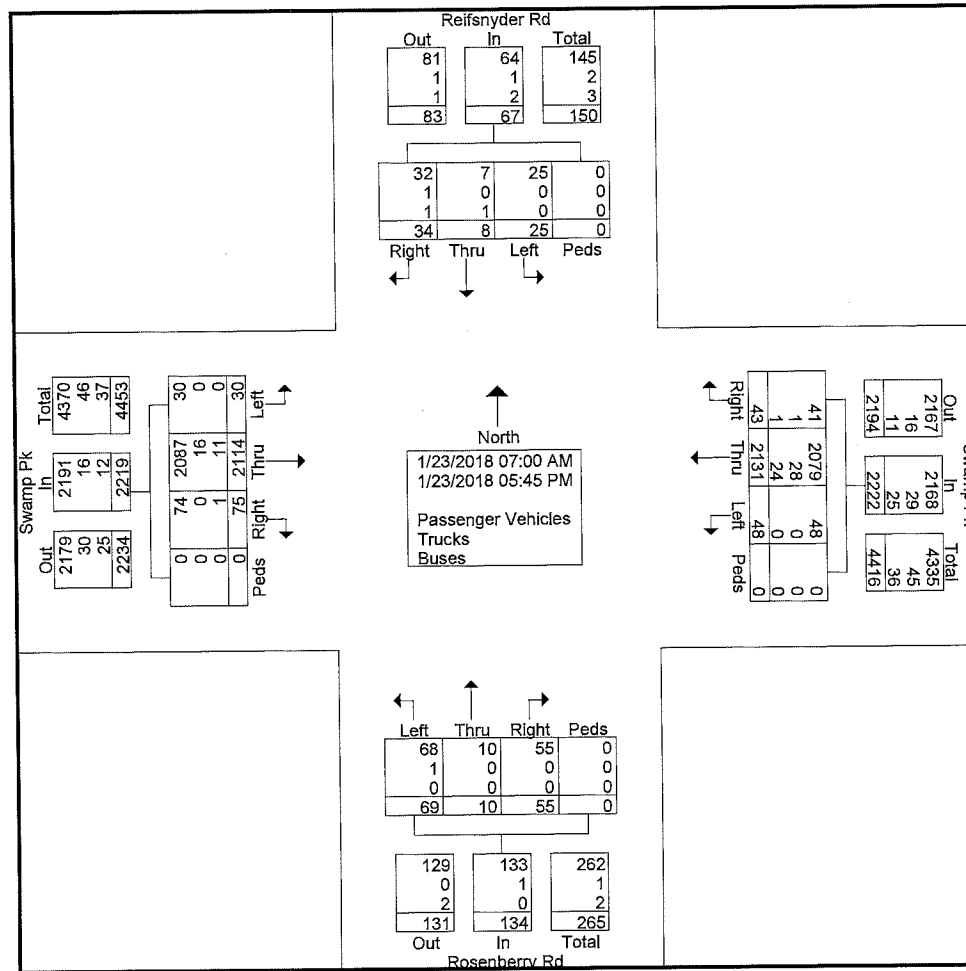 Reifsnyder Rd
Out In Total
81 64 145
1 1 2
1 2 3
83 67 150
32 7 25 0
1 0 0 0
1 1 0 0
34 8 25 0
Right Thru Left Peds
Swamp Pk
Total In Out
4370 2191 2179
46 16 30
37 12 25
4453 2219 2234
30 2087 74 0
0 16 0 0
0 11 1 0
30 2114 75 0
Left Thru Right Peds
North
1/23/2018 07:00 AM
1/23/2018 05:45 PM
Passenger Vehicles
Trucks
Buses
Right Thru Left Peds
43 2131 48 0
1 24 0 0
1 28 0 0
41 2079 48 0
Out In Total
2194 2222 4416
11 25 36
16 29 45
2167 2168 4335
Left Thru Right Peds
68 10 55 0
1 0 0 0
0 0 0 0
69 10 55 0
129 133 262
0 1 1
2 0 2
131 134 265
Out In Total
Rosenberry Rd